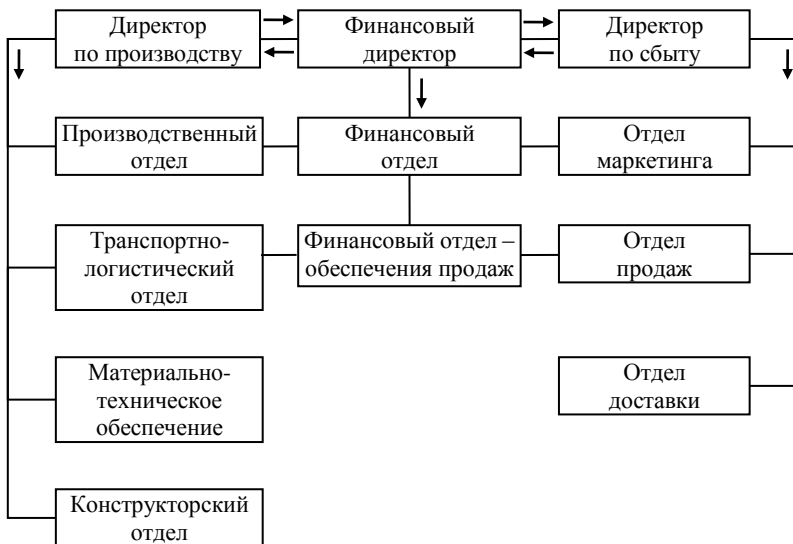 Директор
по производству
Финансовый
директор
Директор
по сбыту
Производственный
отдел
Финансовый
отдел
Отдел
маркетинга
Транспортно-
логистический
отдел
Финансовый отдел –
обеспечения продаж
Отдел
продаж
Материально-
техническое
обеспечение
Отдел
доставки
Конструкторский
отдел